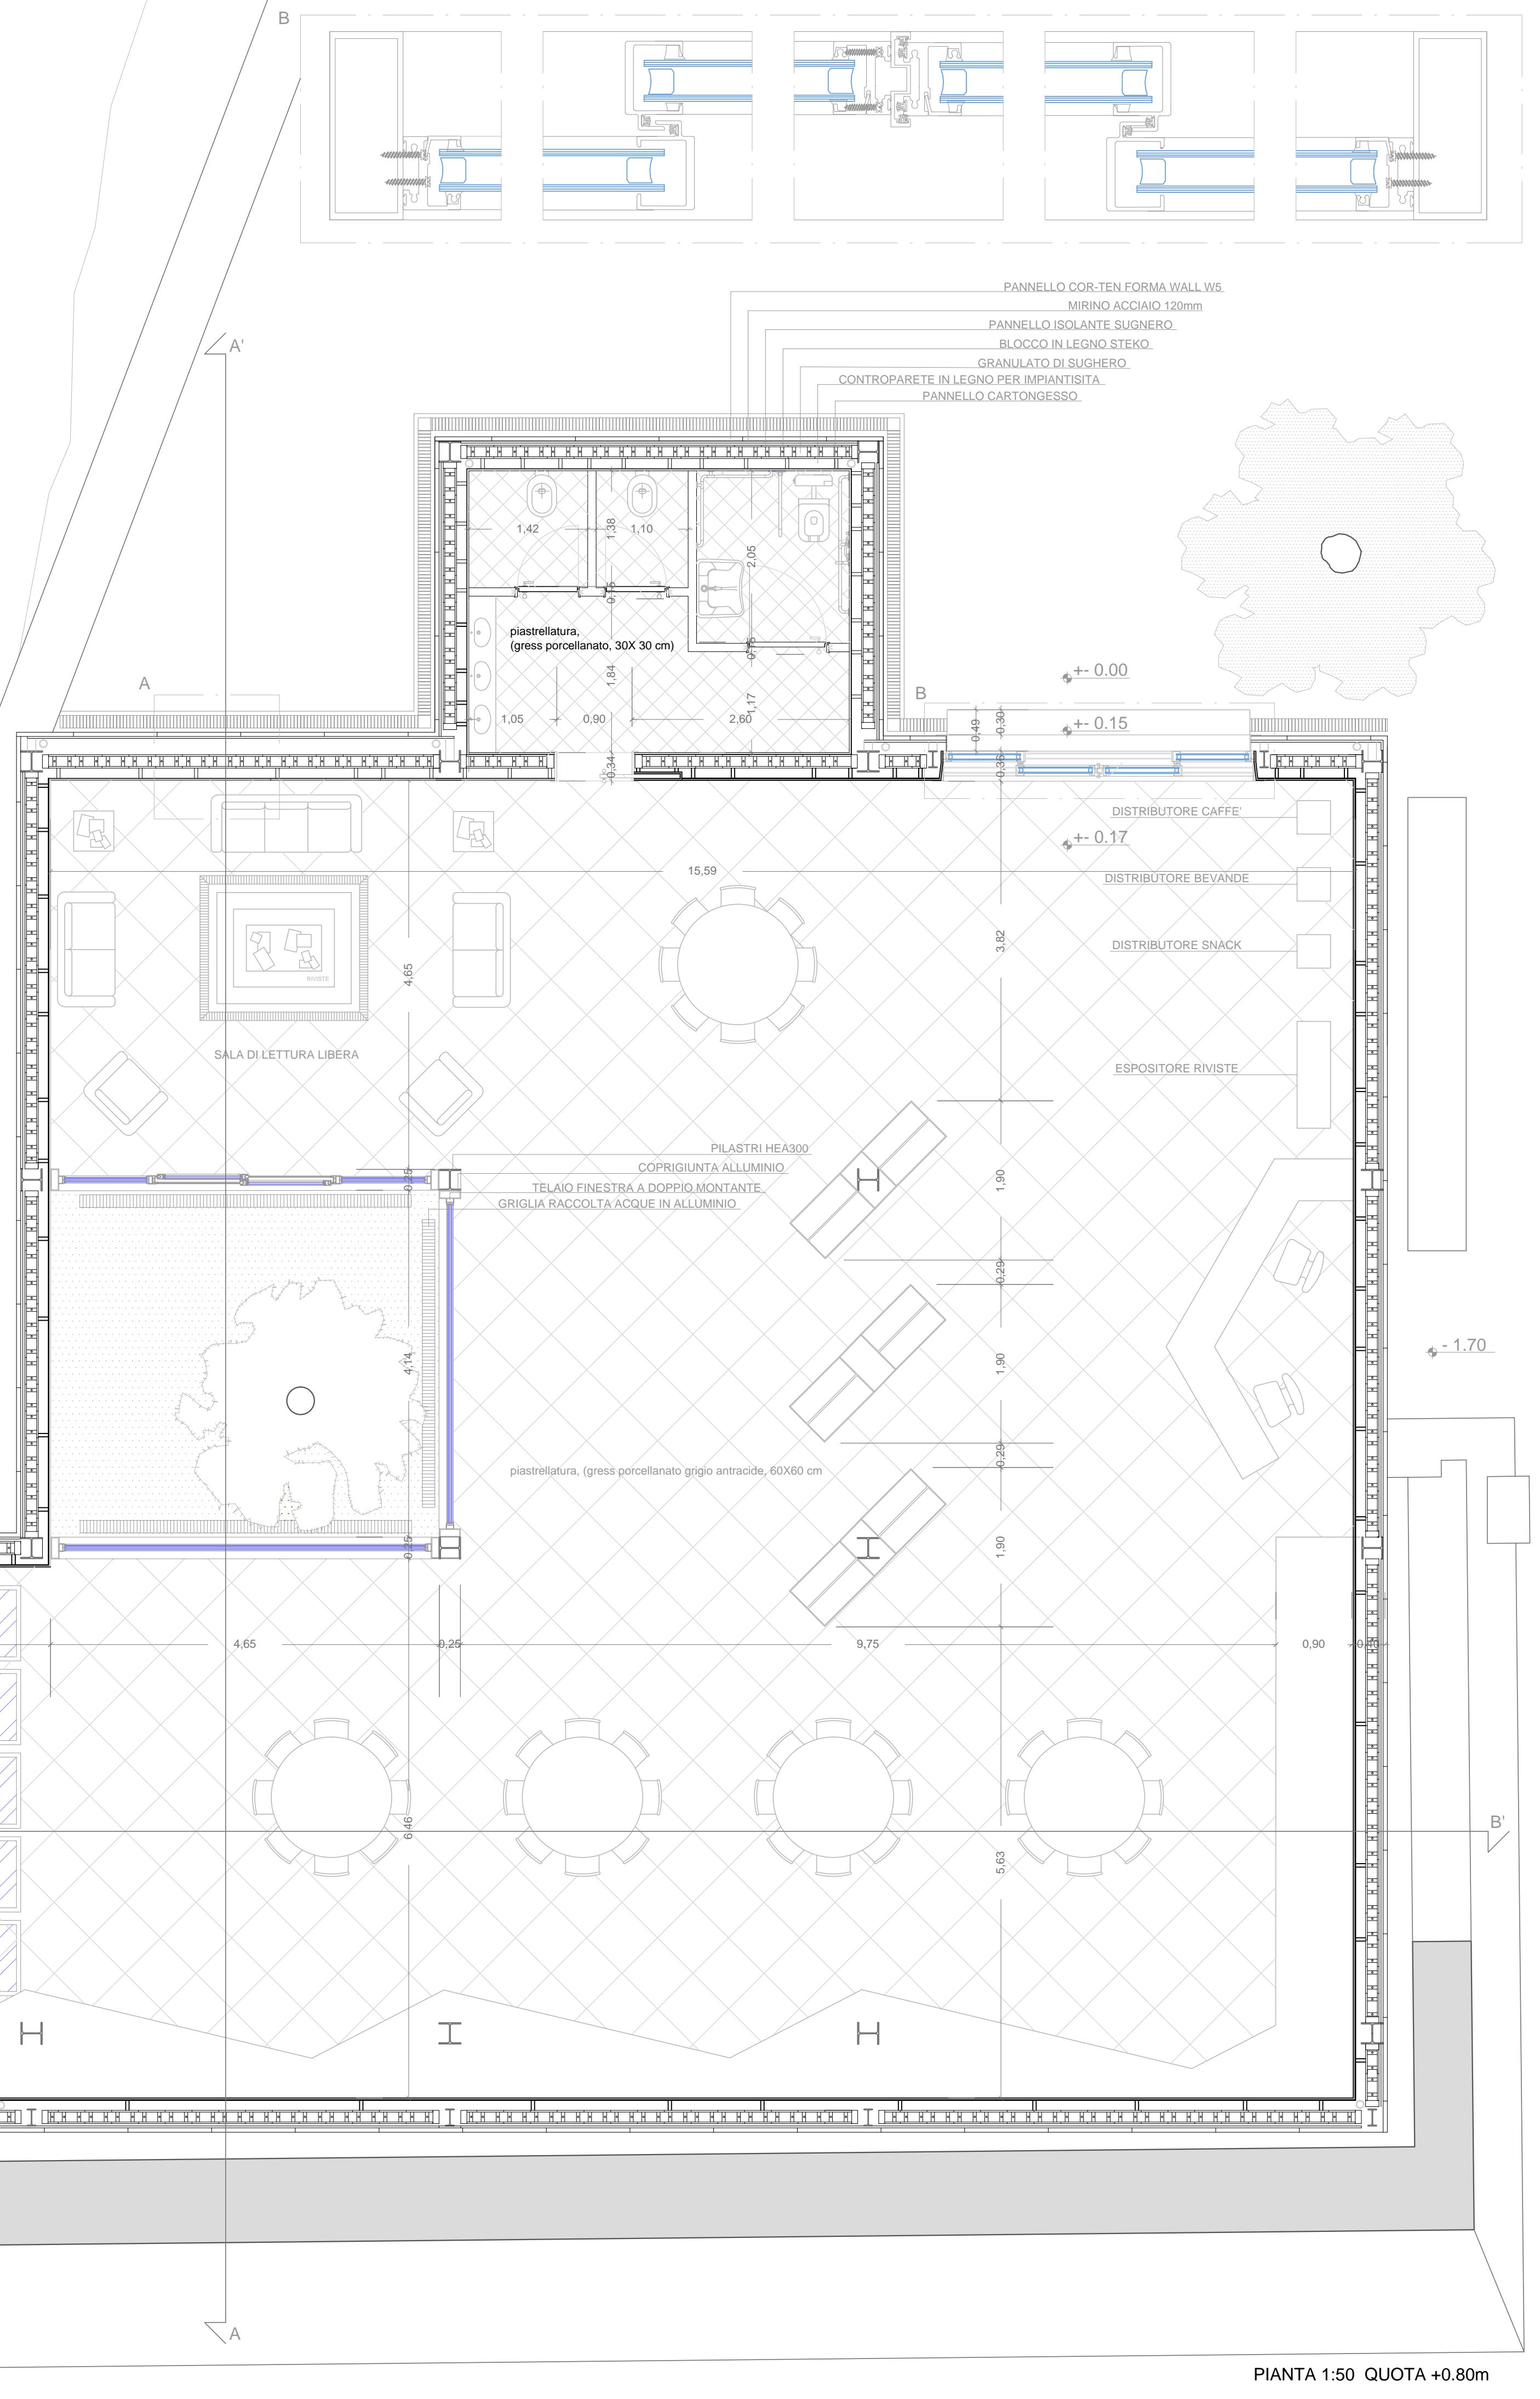 B
PANNELLO COR-TEN FORMA WALL W5
MIRINO ACCIAIO 120mm
PANNELLO ISOLANTE SUGNERO
BLOCCO IN LEGNO STEKO
GRANULATO DI SUGHERO
CONTROPARETE IN LEGNO PER IMPIANTISITA
PANNELLO CARTONGESSO
A'
1,42
1,38
1,10
2,05
piastrellatura,
(gress porcellanato, 30X 30 cm)
1,84
1,17
A
B
+- 0.00
1,05
0,90
2,60
0,49
0,30
+- 0.15
0,34
0,36
DISTRIBUTORE CAFFE'
+- 0.17
15,59
DISTRIBUTORE BEVANDE
3,82
DISTRIBUTORE SNACK
4,65
RIVISTE
SALA DI LETTURA LIBERA
ESPOSITORE RIVISTE
PILASTRI HEA300
COPRIGIUNTA ALLUMINIO
0,25
1,90
TELAIO FINESTRA A DOPPIO MONTANTE
GRIGLIA RACCOLTA ACQUE IN ALLUMINIO
0,29
- 1.70
4,14
1,90
0,29
piastrellatura, (gress porcellanato grigio antracide, 60X60 cm
0,25
1,90
4,65
0,25
9,75
0,90
6,46
5,63
B'
A
PIANTA 1:50 QUOTA +0.80m